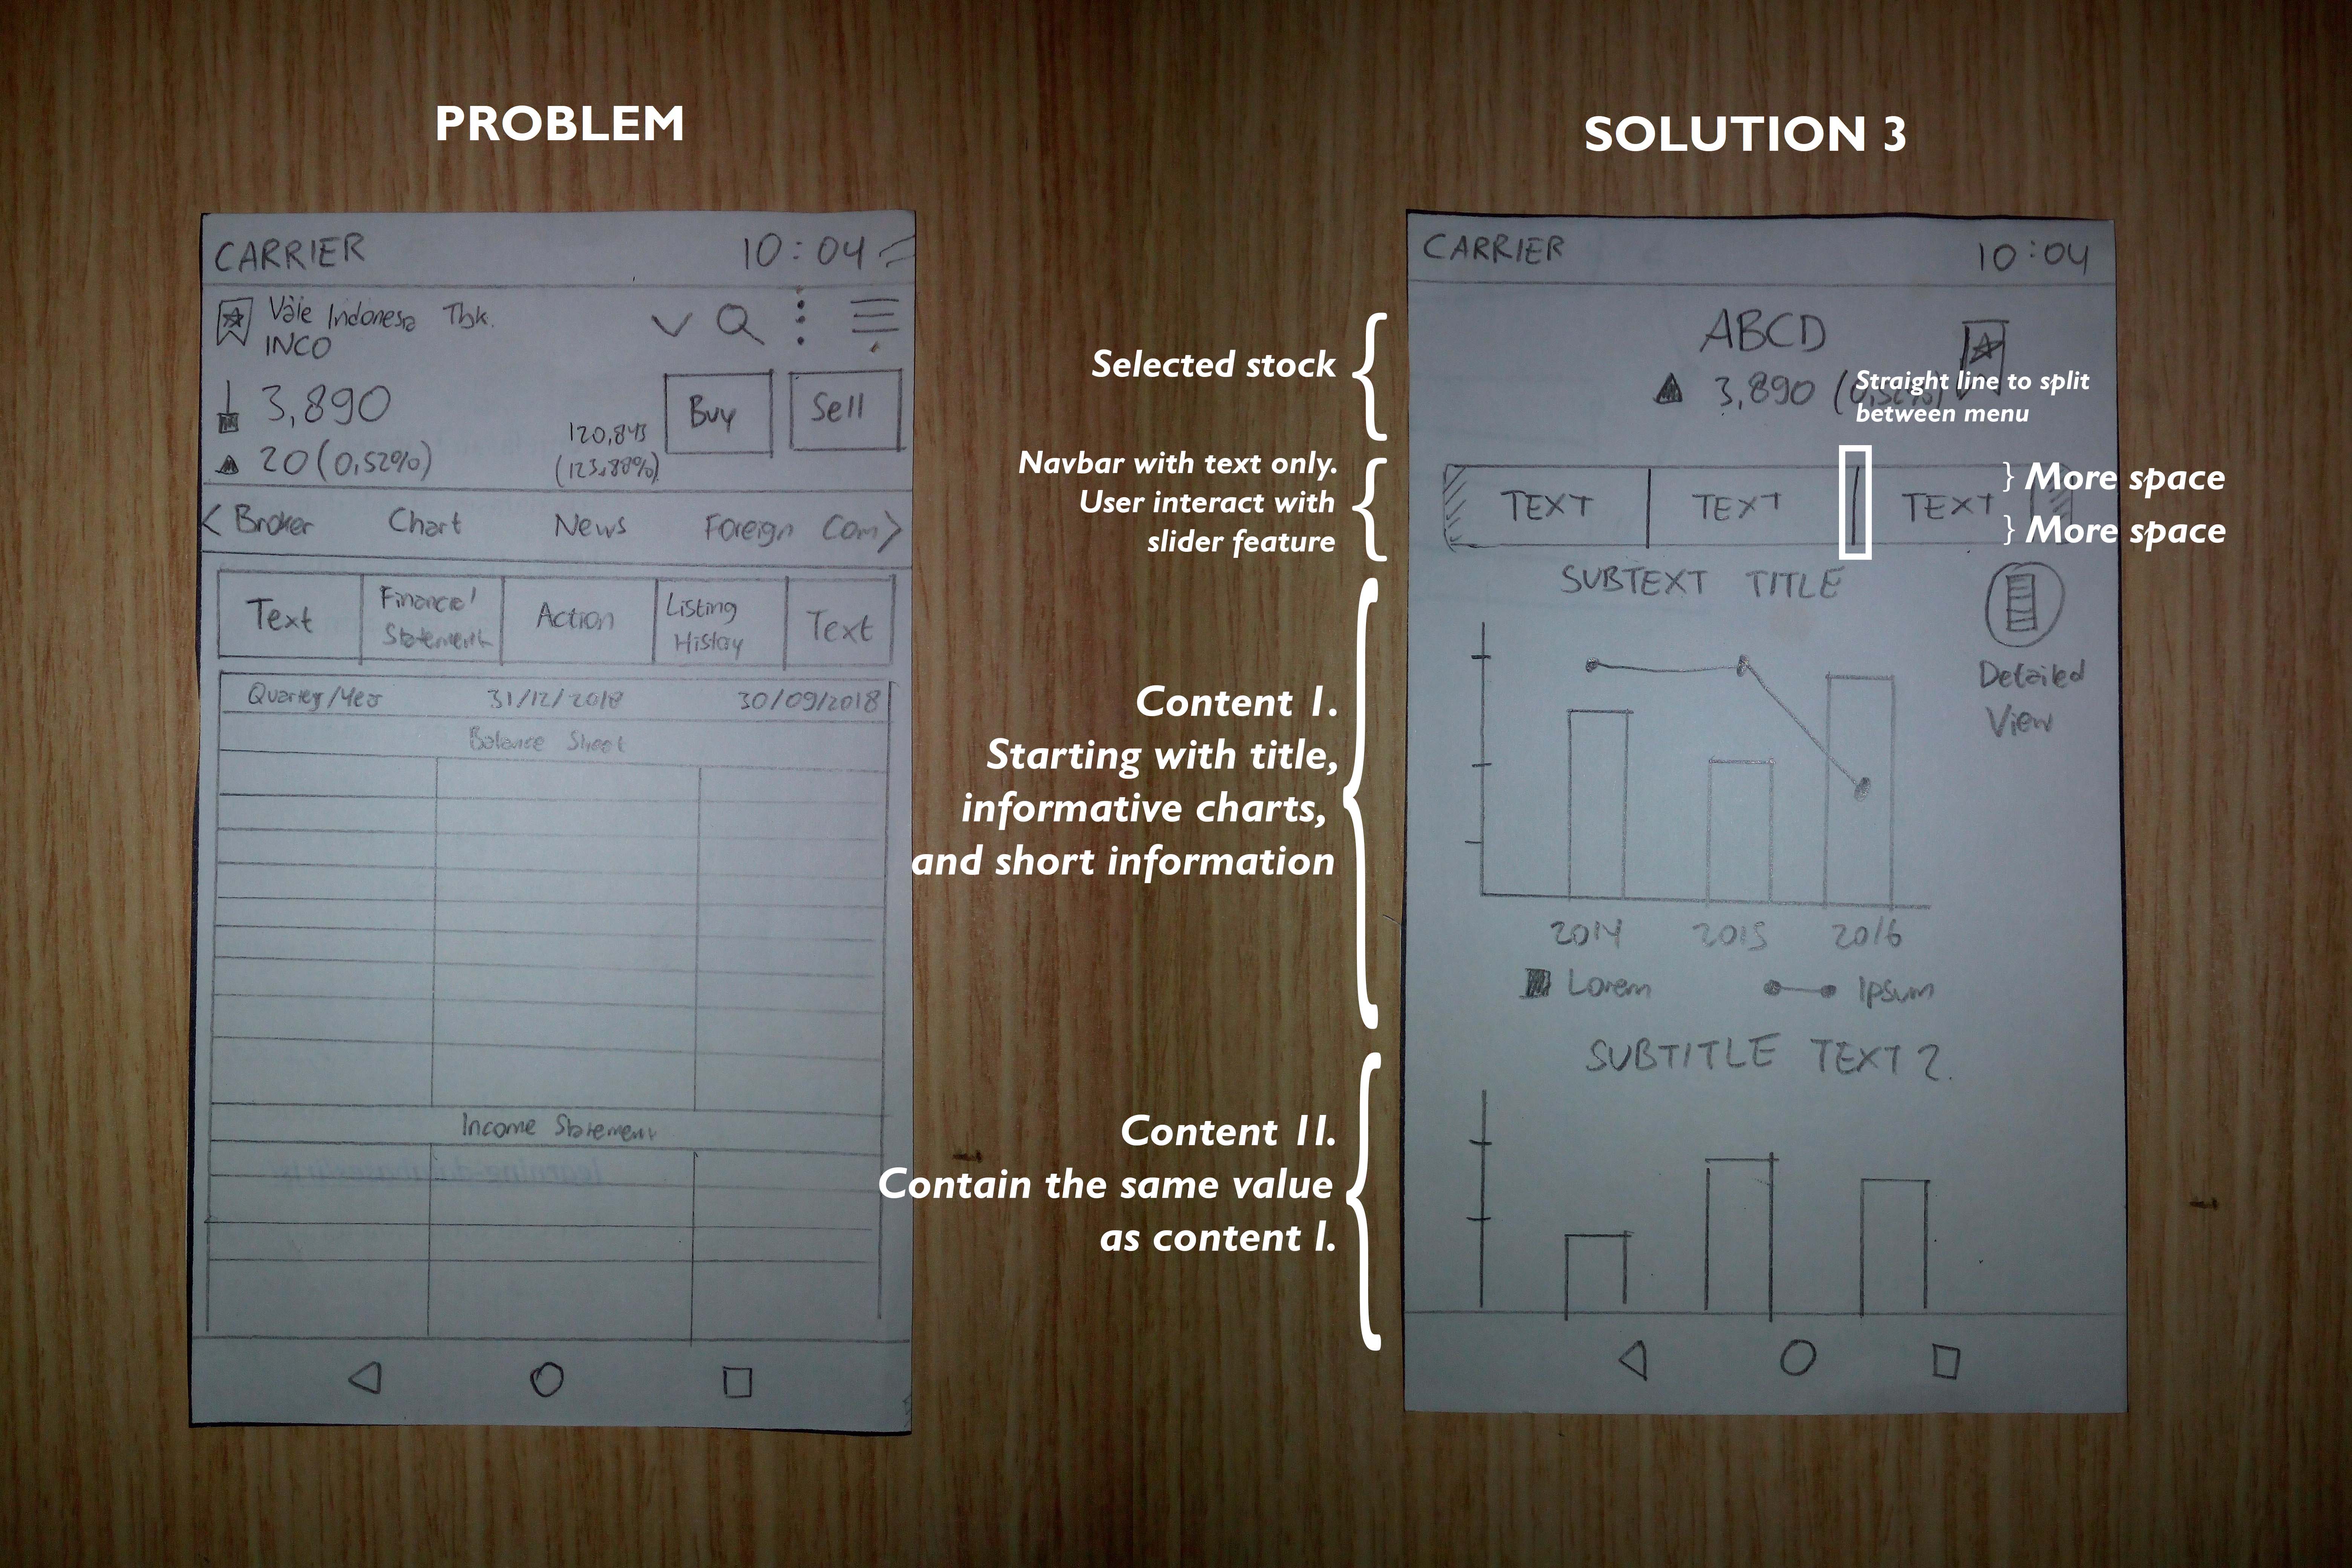 PROBLEM
CARRIER 10:04
Vale Indonesia Tbk.
INCO
3,890
Buy
Sell
20 (0,52%)
120,843
(123,88%)
< Broker Chart News Foreign Com >
Text
Financial
Statement
Action
Listing
History
Text
Quarter/Year 31/12/2018 30/09/2018
Balance Sheet
Income Statement
SOLUTION 3
CARRIER 10:04
Selected stock
ABCD
3,890 (0,52%)
Straight line to split
between menu
Navbar with text only.
User interact with
slider feature
TEXT TEXT TEXT
More space
More space
Content 1.
Starting with title,
informative charts,
and short information
SUBTEXT TITLE
Detailed
View
2014 2015 2016
Lorem Ipsum
Content 1I.
Contain the same value
as content I.
SUBTITLE TEXT 2.